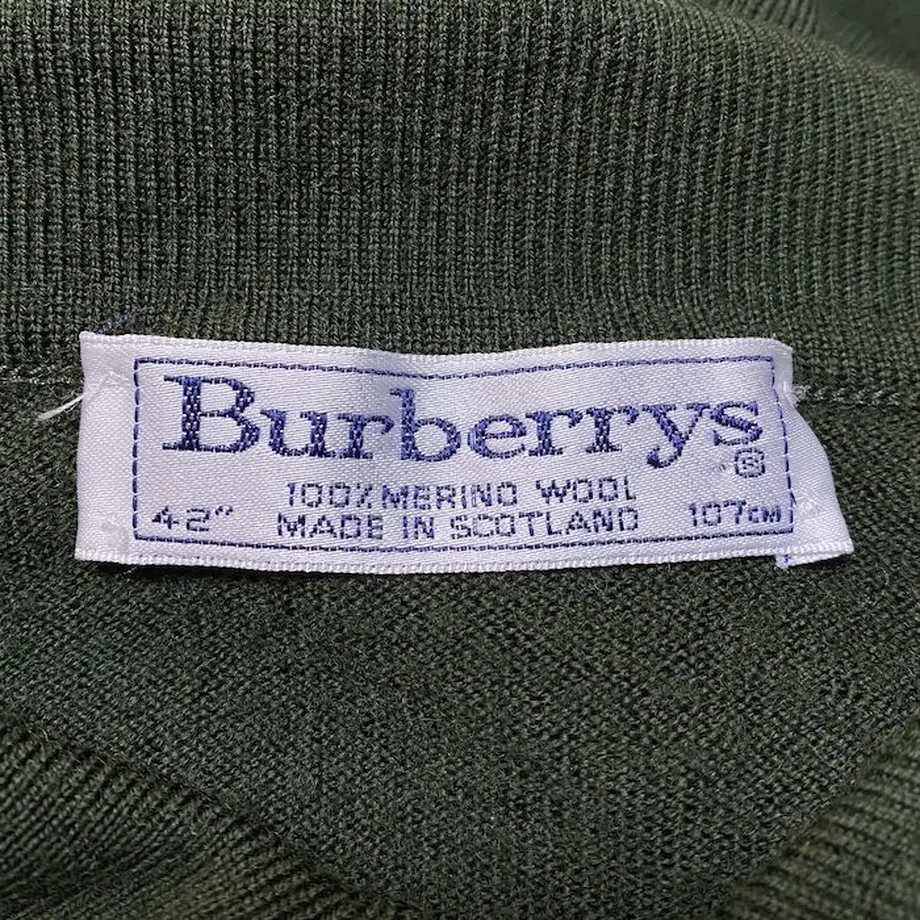 Burberrys
®
100% MERINO WOOL
42" MADE IN SCOTLAND 107CM